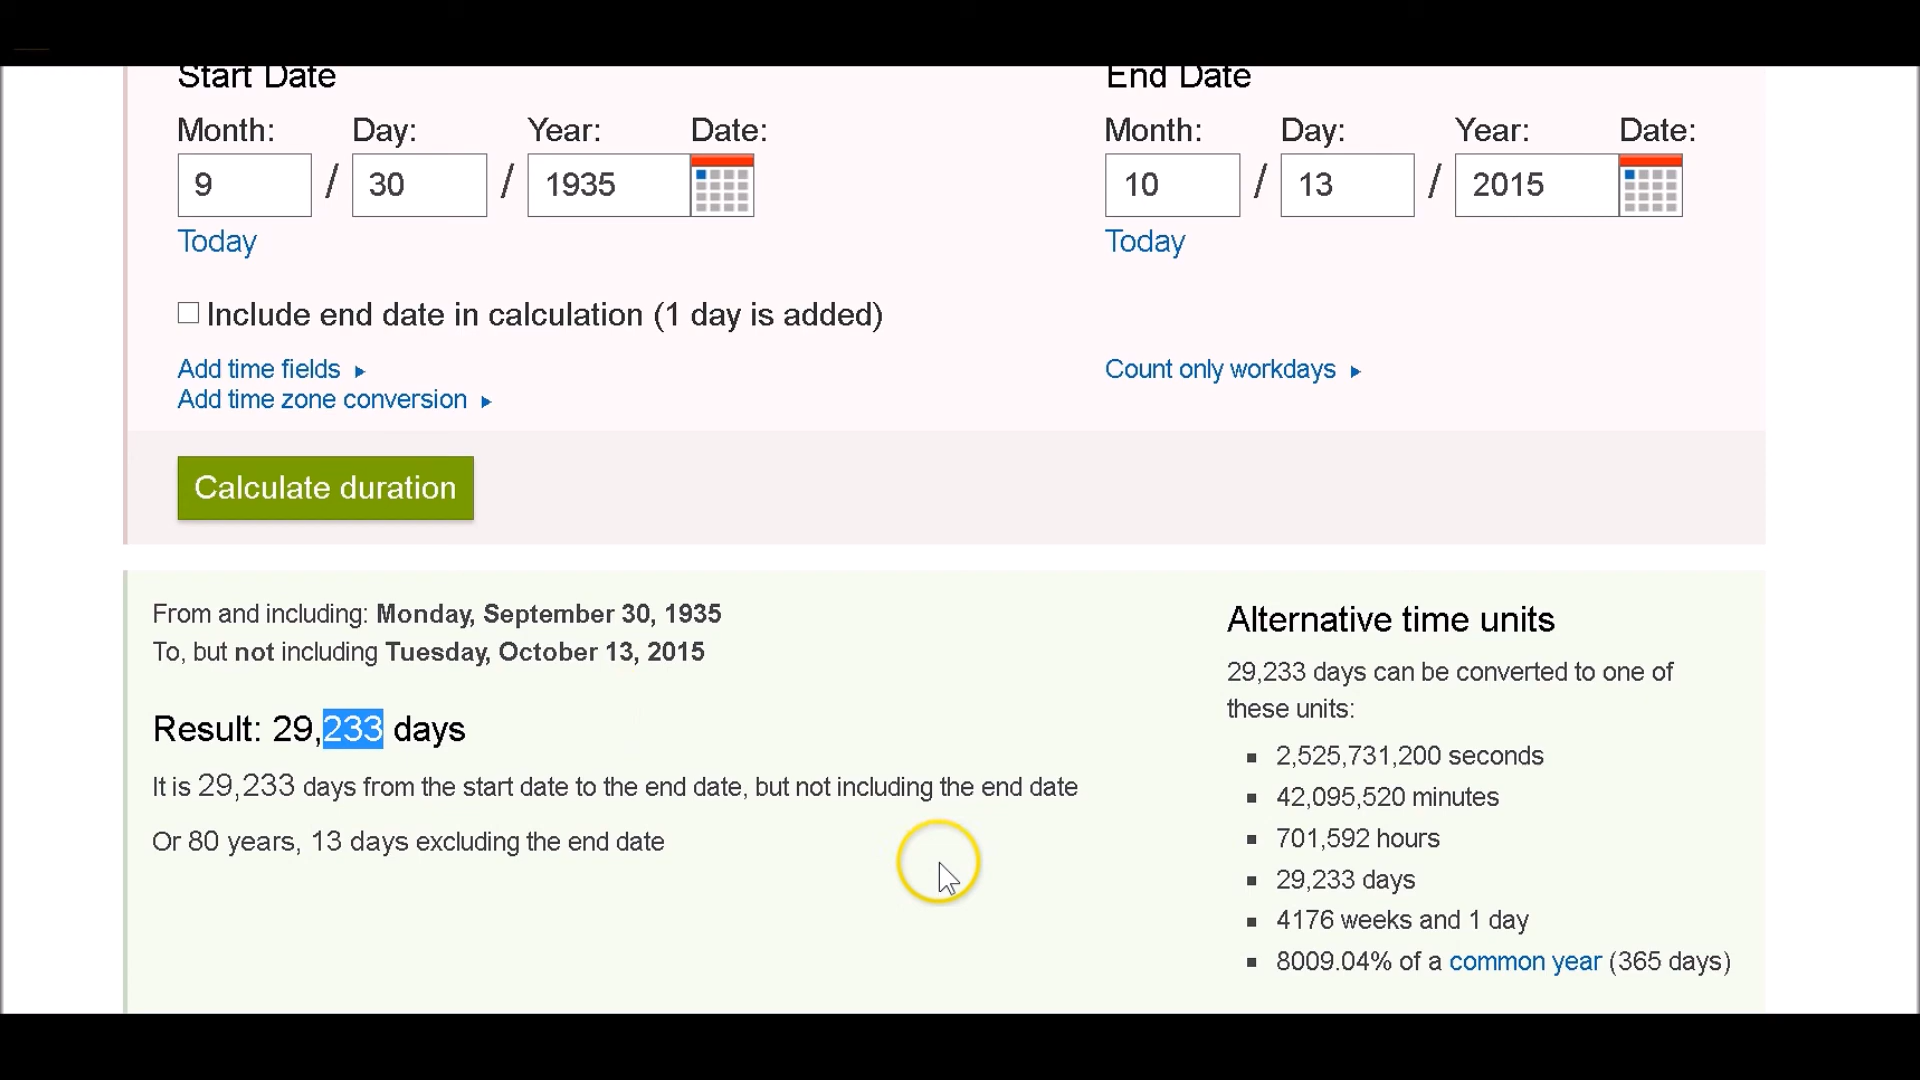 Start Date
End Date
Month: Day: Year: Date:
Month: Day: Year: Date:
9 / 30 / 1935
10 / 13 / 2015
Today
Today
Include end date in calculation (1 day is added)
Add time fields
Count only workdays
Add time zone conversion
Calculate duration
From and including: Monday, September 30, 1935
To, but not including Tuesday, October 13, 2015
Result: 29,233 days
It is 29,233 days from the start date to the end date, but not including the end date
Or 80 years, 13 days excluding the end date
Alternative time units
29,233 days can be converted to one of
these units:
2,525,731,200 seconds
42,095,520 minutes
701,592 hours
29,233 days
4176 weeks and 1 day
8009.04% of a common year (365 days)